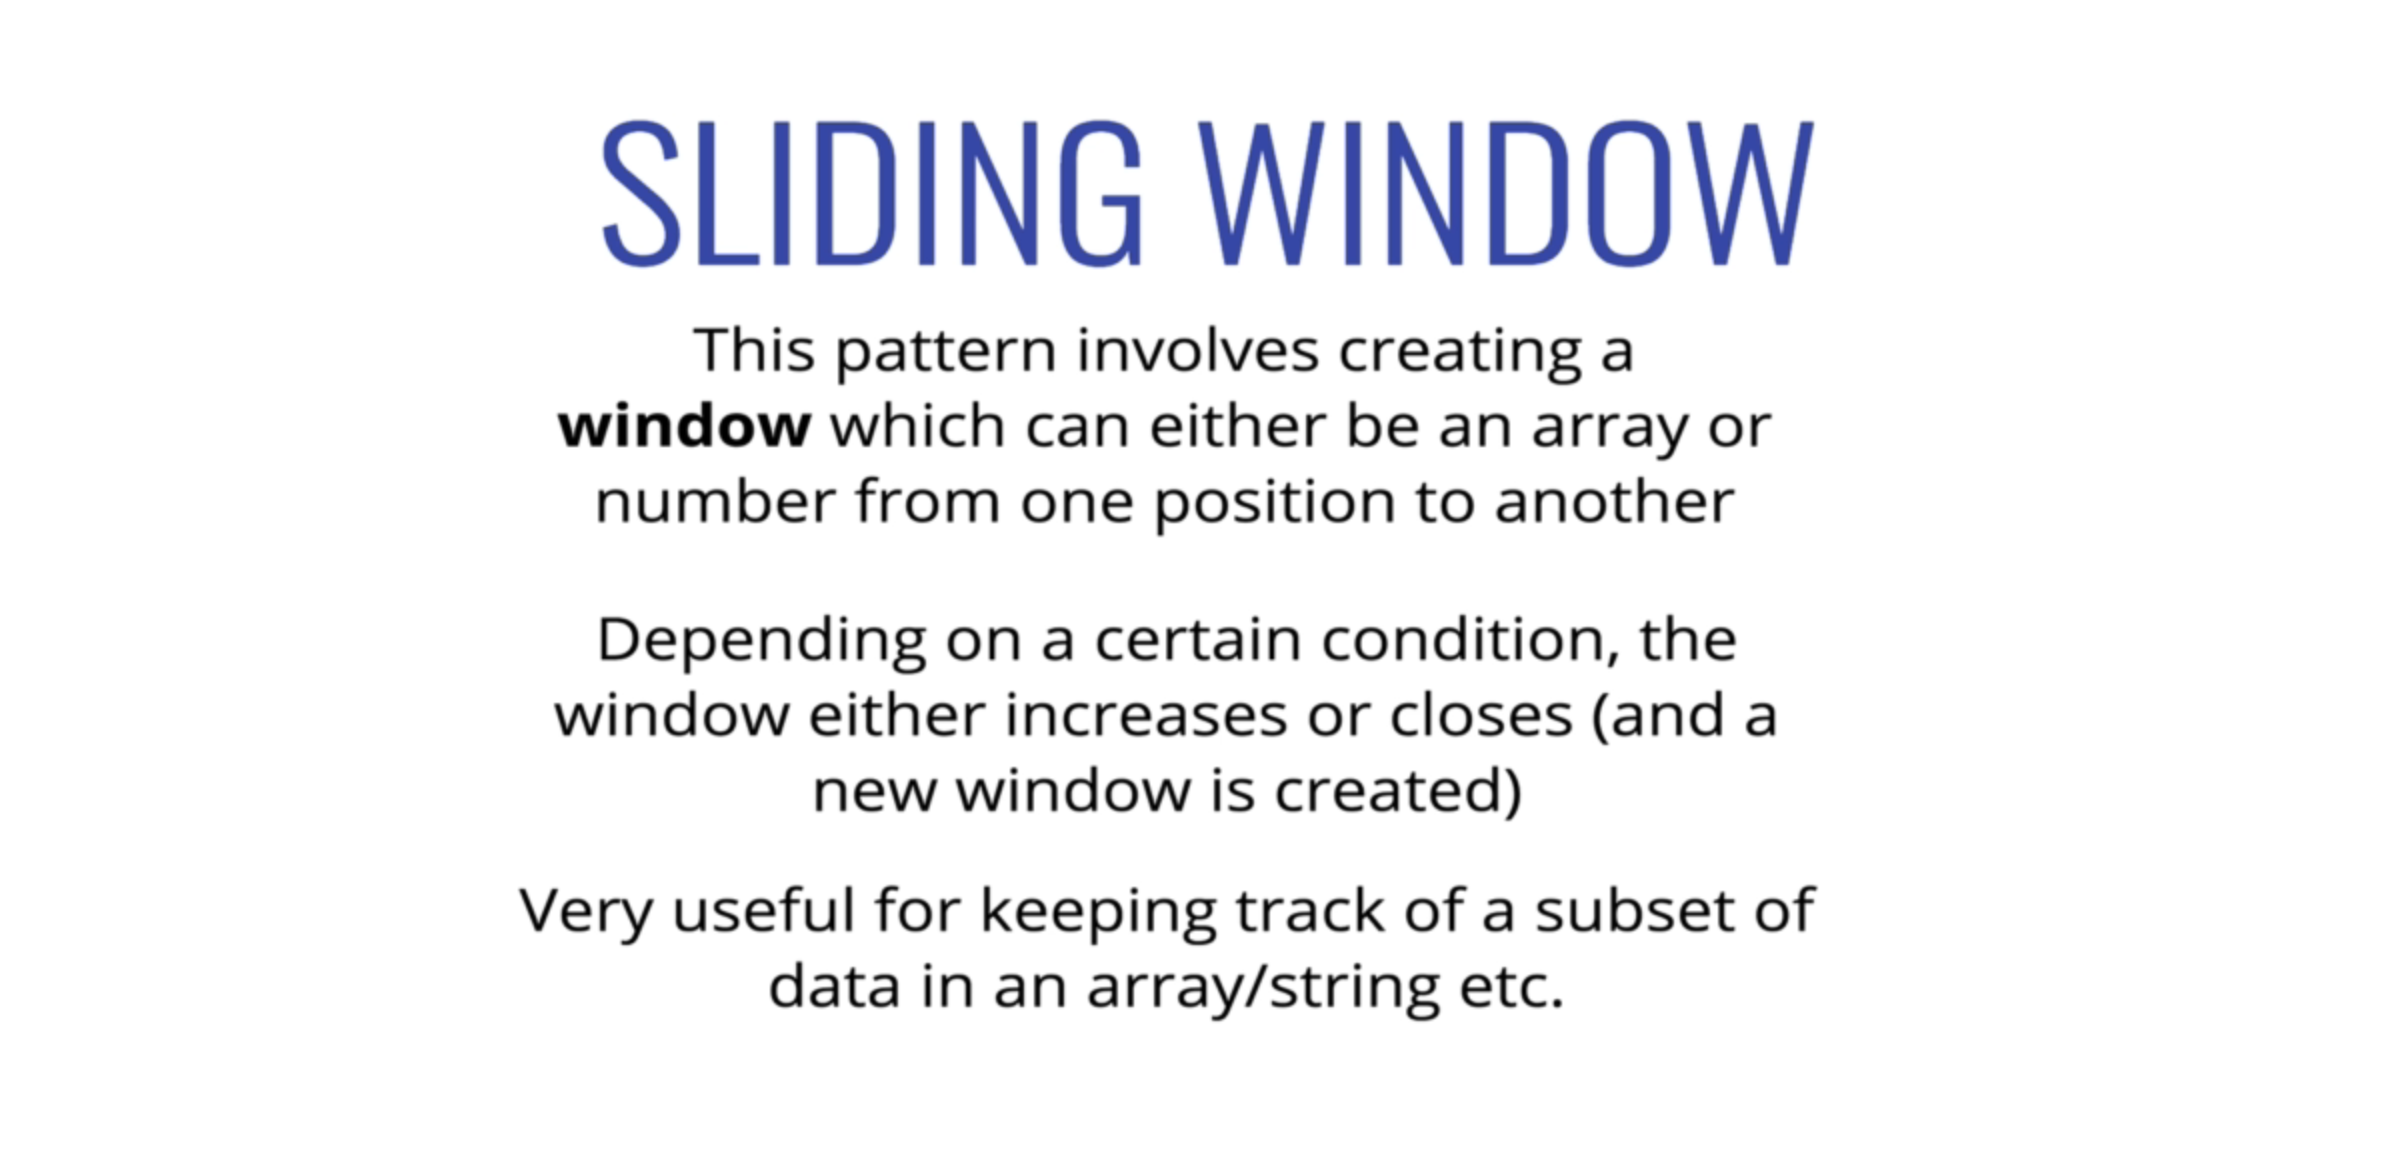 SLIDING WINDOW
This pattern involves creating a
window which can either be an array or
number from one position to another
Depending on a certain condition, the
window either increases or closes (and a
new window is created)
Very useful for keeping track of a subset of
data in an array/string etc.